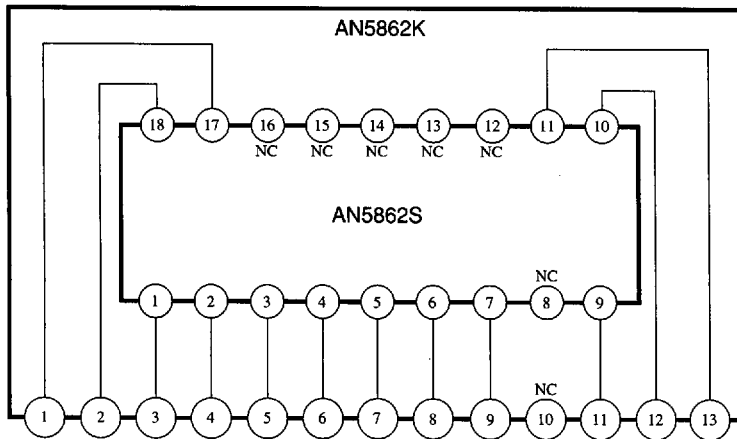 AN5862K
18 17 16 15 14 13 12 11 10
NC NC NC NC NC
AN5862S
NC
1 2 3 4 5 6 7 8 9
NC
1 2 3 4 5 6 7 8 9 10 11 12 13